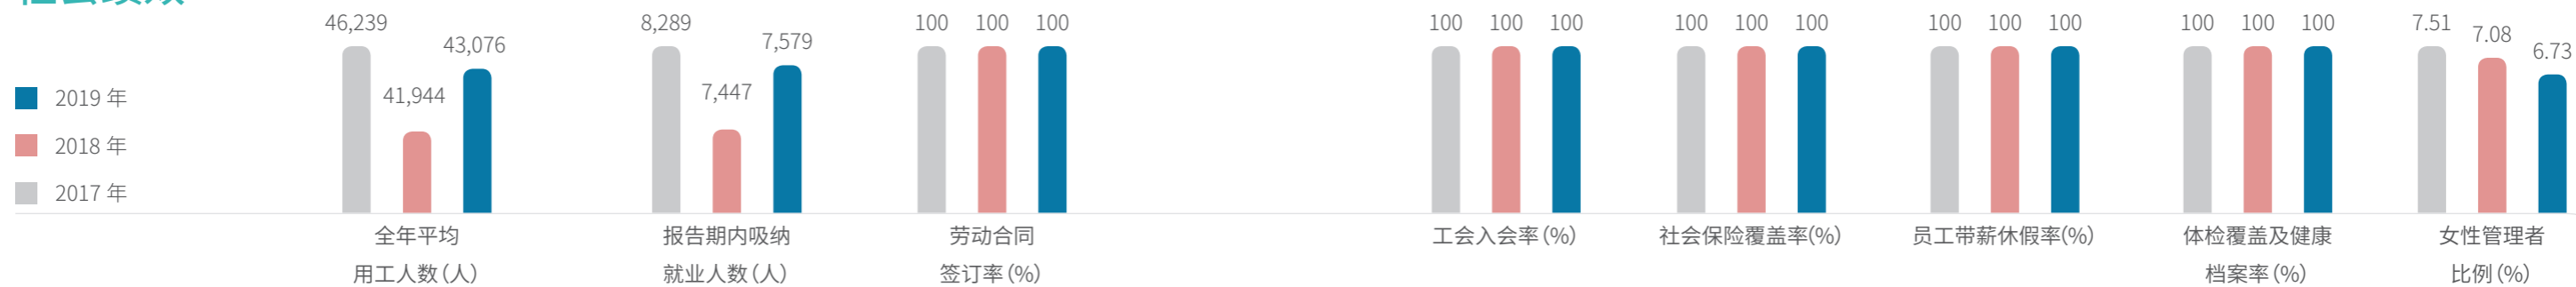 46,239
41,944
43,076
8,289
7,447
7,579
100 100 100
100 100 100
100 100 100
100 100 100
100 100 100
7.51
7.08
6.73
2019 年
2018 年
2017 年
全年平均
用工人数(人)
报告期内吸纳
就业人数(人)
劳动合同
签订率(%)
工会入会率(%)
社会保险覆盖率(%)
员工带薪休假率(%)
体检覆盖及健康
档案率(%)
女性管理者
比例(%)